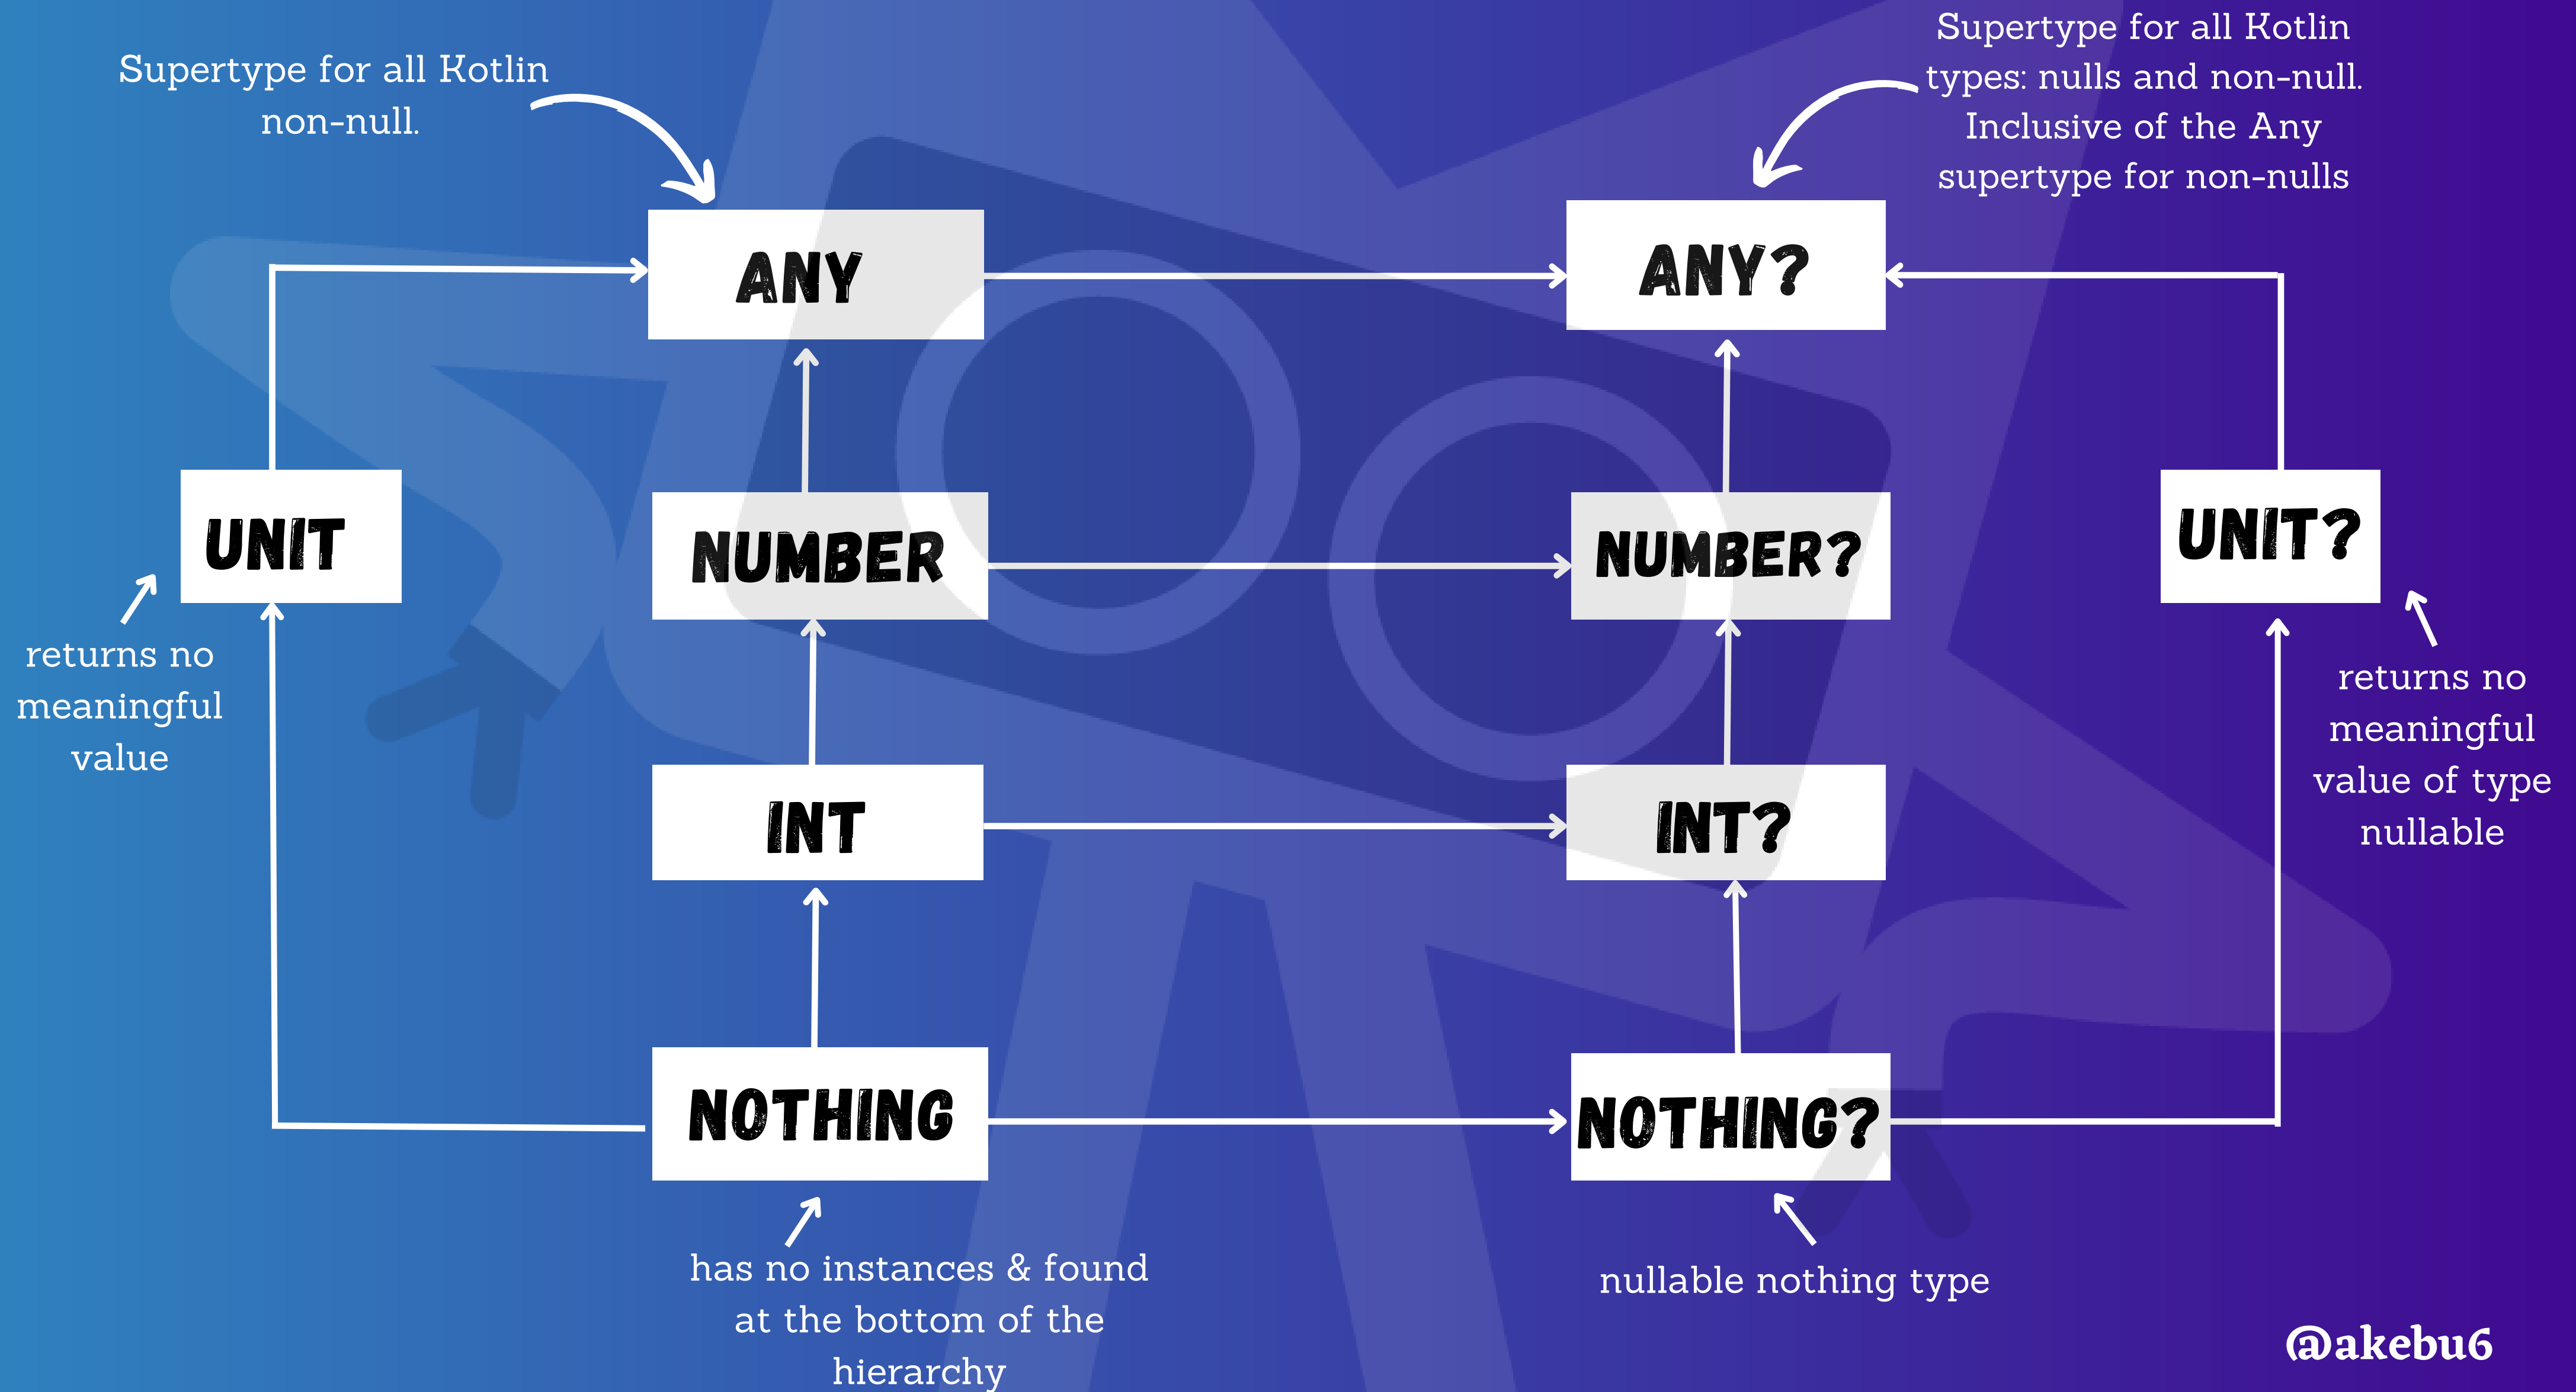 Supertype for all Kotlin
non-null.
Supertype for all Kotlin
types: nulls and non-null.
Inclusive of the Any
supertype for non-nulls
ANY
ANY?
UNIT
NUMBER
NUMBER?
UNIT?
returns no
meaningful
value
returns no
meaningful
value of type
nullable
INT
INT?
NOTHING
NOTHING?
has no instances & found
at the bottom of the
hierarchy
nullable nothing type
@akebu6